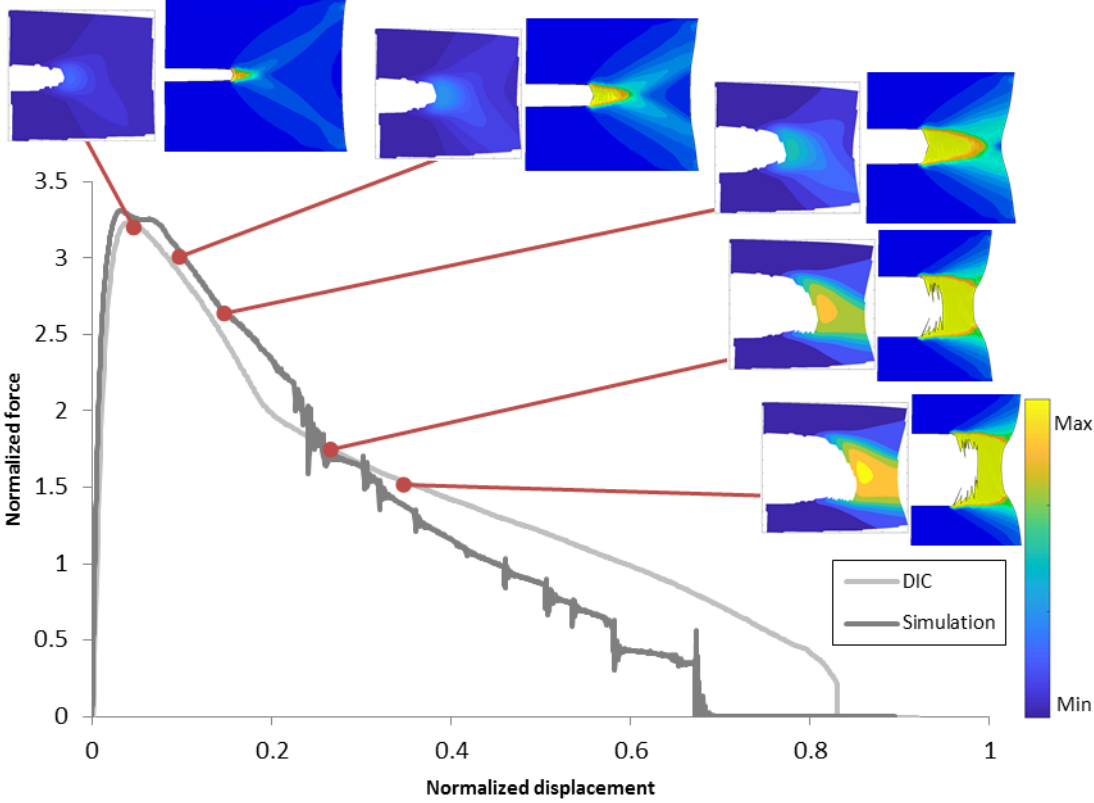 3.5
3
2.5
2
1.5
1
0.5
0
Normalized force
0
0.2
0.4
0.6
0.8
1
Normalized displacement
DIC
Simulation
Max
Min